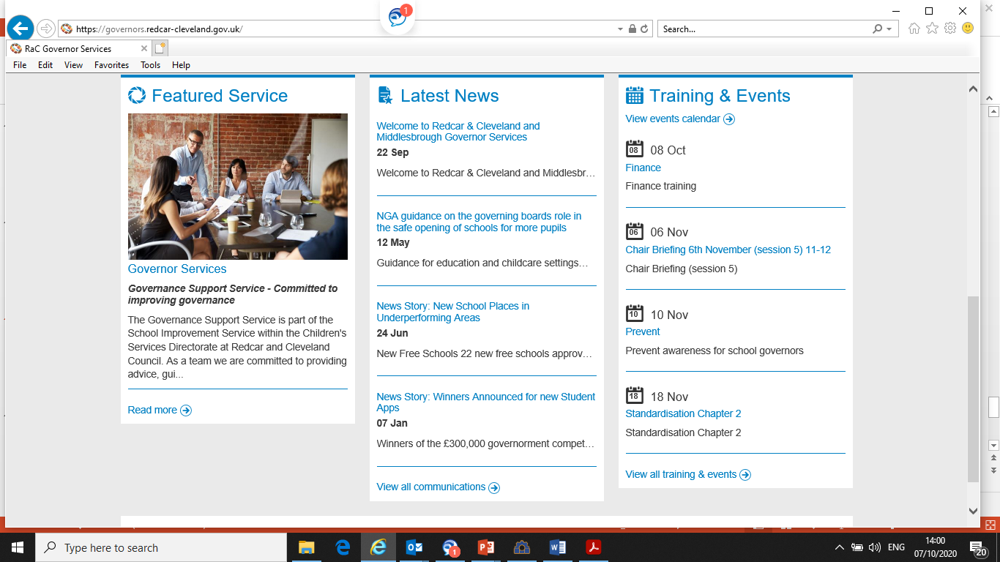 1
https://governors.redcar-cleveland.gov.uk/
Search...
RaC Governor Services
File Edit View Favorites Tools Help
Featured Service
Governor Services
Governance Support Service - Committed to
improving governance
The Governance Support Service is part of the
School Improvement Service within the Children's
Services Directorate at Redcar and Cleveland
Council. As a team we are committed to providing
advice, gui...
Read more
Latest News
Welcome to Redcar & Cleveland and
Middlesbrough Governor Services
22 Sep
Welcome to Redcar & Cleveland and Middlesbr...
NGA guidance on the governing boards role in
the safe opening of schools for more pupils
12 May
Guidance for education and childcare settings...
News Story: New School Places in
Underperforming Areas
24 Jun
New Free Schools 22 new free schools approv...
News Story: Winners Announced for new Student
Apps
07 Jan
Winners of the £300,000 governorment compet...
View all communications
Training & Events
View events calendar
08 08 Oct
Finance
Finance training
06 06 Nov
Chair Briefing 6th November (session 5) 11-12
Chair Briefing (session 5)
10 10 Nov
Prevent
Prevent awareness for school governors
18 18 Nov
Standardisation Chapter 2
Standardisation Chapter 2
View all training & events
Type here to search
1
ENG
14:00
07/10/2020
20